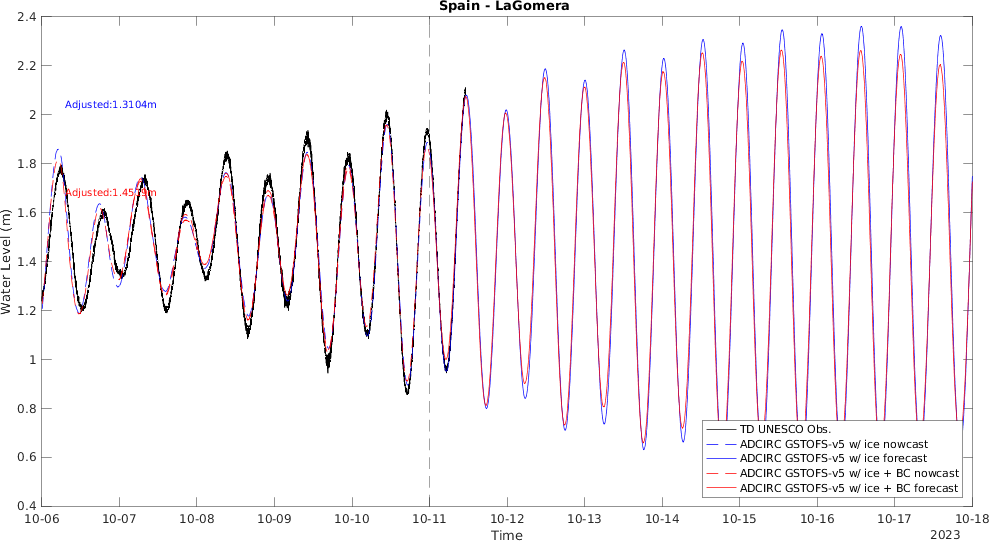 Spain - LaGomera
Water Level (m)
2.4
2.2
2
1.8
1.6
1.4
1.2
1
0.8
0.6
0.4
Adjusted:1.3104m
TD UNESCO Obs.
ADCIRC GSTOFS-v5 w/ ice nowcast
ADCIRC GSTOFS-v5 w/ ice forecast
ADCIRC GSTOFS-v5 w/ ice + BC nowcast
ADCIRC GSTOFS-v5 w/ ice + BC forecast
10-06 10-07 10-08 10-09 10-10 10-11 10-12 10-13 10-14 10-15 10-16 10-17 10-18
Time
2023